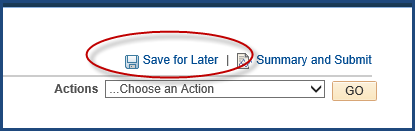 Save for Later | Summary and Submit
Actions ...Choose an Action GO